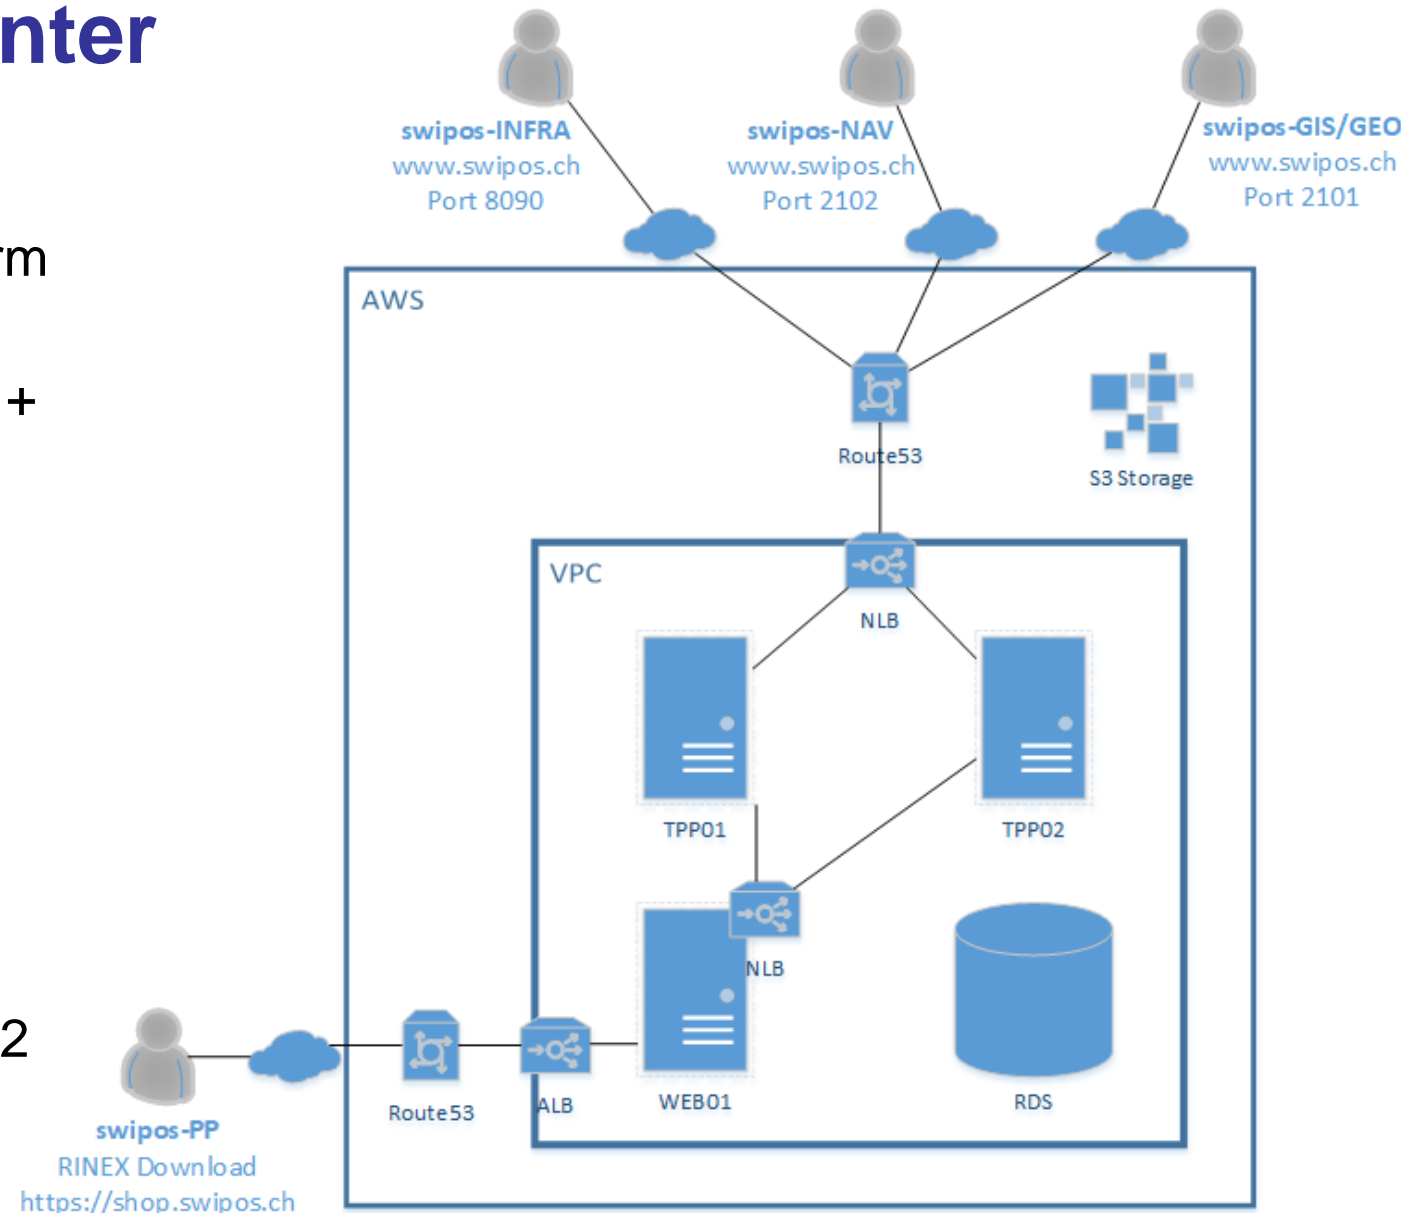 nter
rm
+
2
swipos-INFRA
www.swipos.ch
Port 8090
swipos-NAV
www.swipos.ch
Port 2102
swipos-GIS/GEO
www.swipos.ch
Port 2101
AWS
Route53
S3 Storage
VPC
NLB
TPP01
TPP02
NLB
WEB01
RDS
Route53
ALB
swipos-PP
RINEX Download
https://shop.swipos.ch